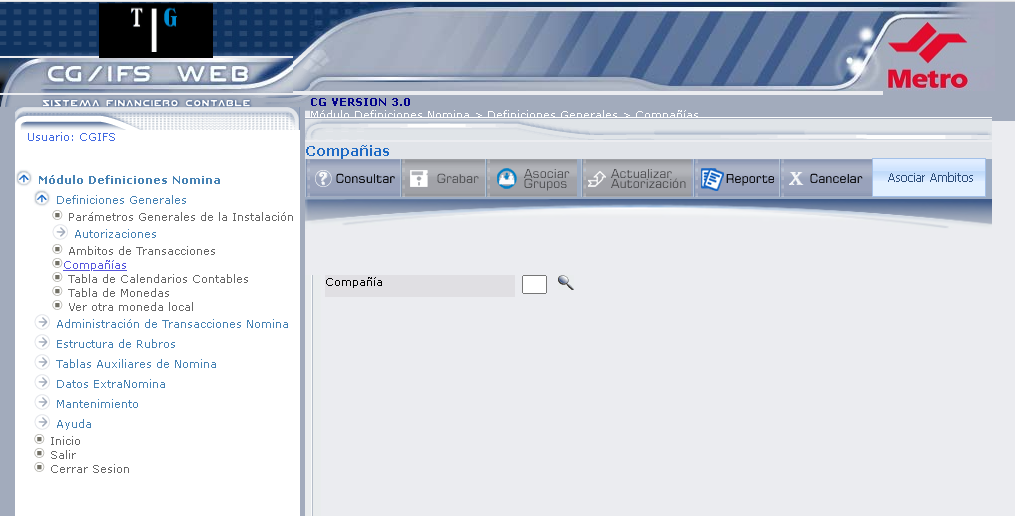 T G
CG/IFS WEB
SISTEMA FINANCIERO CONTABLE
Metro
CG VERSION 3.0
Módulo Definiciones Nomina > Definiciones Generales > Compañías
Usuario: CGIFS
Compañias
Consultar
Grabar
Asociar
Grupos
Actualizar
Autorización
Reporte
X Cancelar
Asociar Ambitos
Módulo Definiciones Nomina
Definiciones Generales
Parámetros Generales de la Instalación
Autorizaciones
Ambitos de Transacciones
Compañías
Tabla de Calendarios Contables
Tabla de Monedas
Ver otra moneda local
Administración de Transacciones Nomina
Estructura de Rubros
Tablas Auxiliares de Nomina
Datos ExtraNomina
Mantenimiento
Ayuda
Inicio
Salir
Cerrar Sesion
Compañía